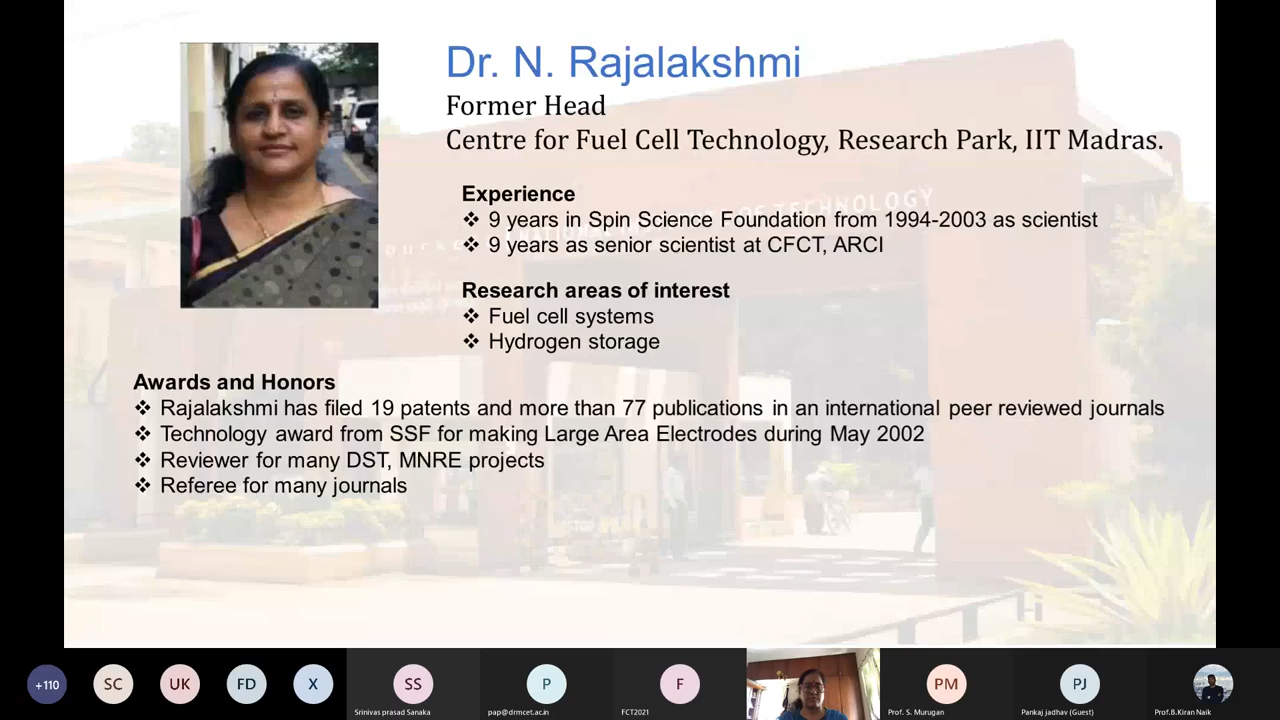 Dr. N. Rajalakshmi
Former Head
Centre for Fuel Cell Technology, Research Park, IIT Madras.
Experience
❖ 9 years in Spin Science Foundation from 1994-2003 as scientist
❖ 9 years as senior scientist at CFCT, ARCI
Research areas of interest
❖ Fuel cell systems
❖ Hydrogen storage
Awards and Honors
❖ Rajalakshmi has filed 19 patents and more than 77 publications in an international peer reviewed journals
❖ Technology award from SSF for making Large Area Electrodes during May 2002
❖ Reviewer for many DST, MNRE projects
❖ Referee for many journals
OF TECHNOLOGY
+110 SC UK FD X SS P F PM PJ
Srinivas prasad Sanaka pap@drmcet.ac.in FCT2021 Prof. S. Murugan Pankaj jadhav (Guest) Prof.B.Kiran Naik